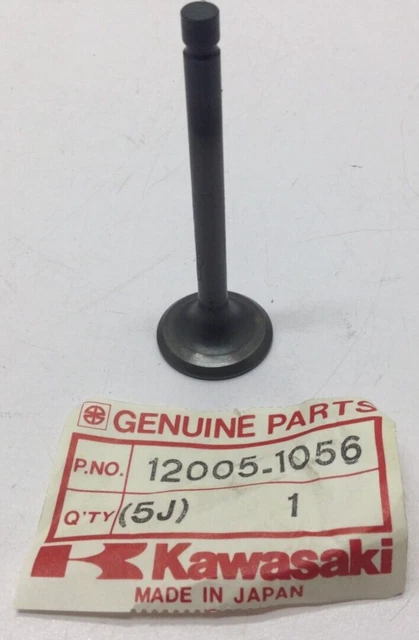 GENUINE PARTS
P.NO. 12005-1056
Q'TY (5J) 1
Kawasaki
MADE IN JAPAN